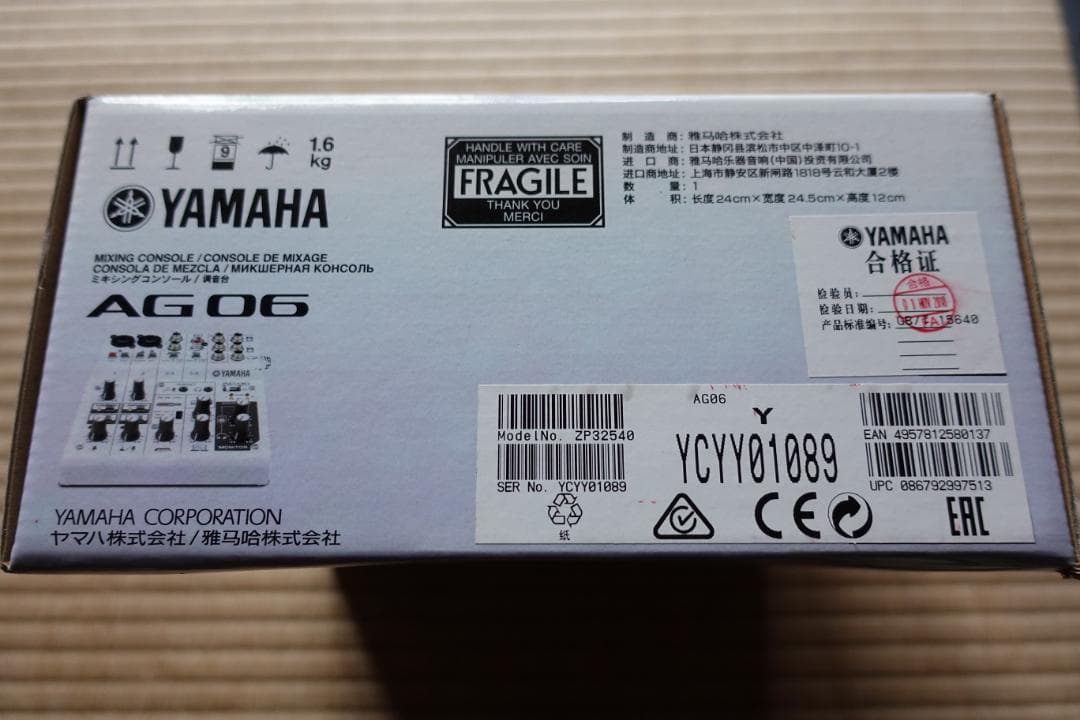 9
1.6
kg
YAMAHA
MIXING CONSOLE / CONSOLE DE MIXAGE
CONSOLA DE MEZCLA / МИКШЕРНАЯ КОНСОЛЬ
ミキシングコンソール / 调音台
AG 06
YAMAHA
YAMAHA CORPORATION
ヤマハ株式会社 / 雅马哈株式会社
HANDLE WITH CARE
MANIPULER AVEC SOIN
FRAGILE
THANK YOU
MERCI
制 造 商: 雅马哈株式会社
制造商地址: 日本静冈县滨松市中区中泽町10-1
进 口 商: 雅马哈乐器音响(中国)投资有限公司
进口商地址: 上海市静安区新闸路1818号云和大厦2楼
数 量: 1
体 积: 长度24cm×宽度24.5cm×高度12cm
YAMAHA
合格证
检验员:
检验日期:
产品标准编号:
合格
AG06
Y
YCYY01089
ModelNo. ZP32540
SER No. YCYY01089
纸
EAN 4957812580137
UPC 086792997513
CE
EAC